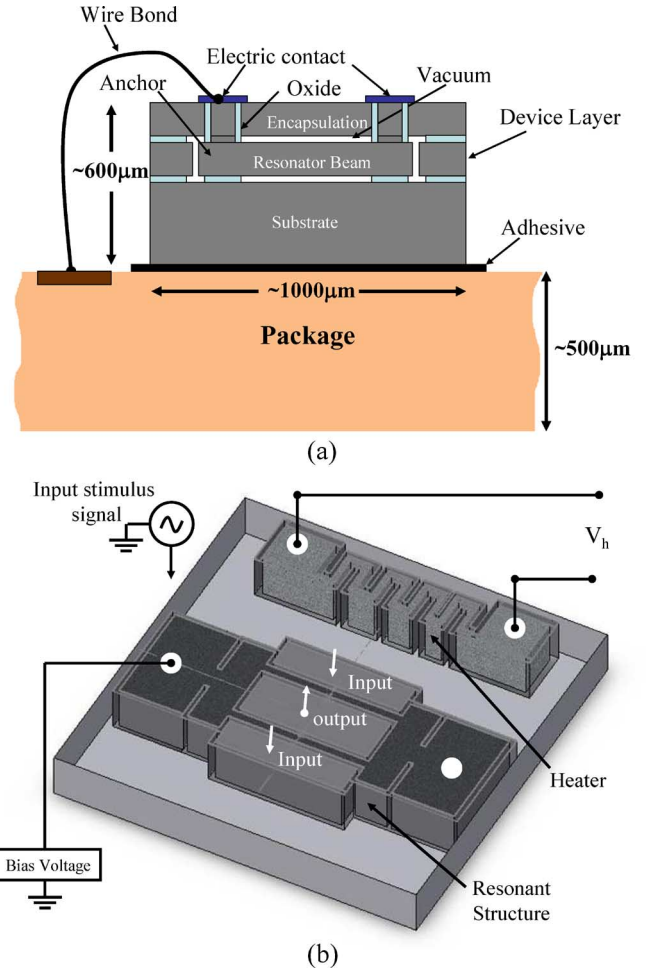 Wire Bond
Electric contact
Vacuum
Anchor
Oxide
Encapsulation
Device Layer
~600μm
Resonator Beam
Substrate
Adhesive
~1000μm
Package
~500μm
(a)
Input stimulus
signal
V_h
Input
output
Input
Heater
Bias Voltage
Resonant
Structure
(b)